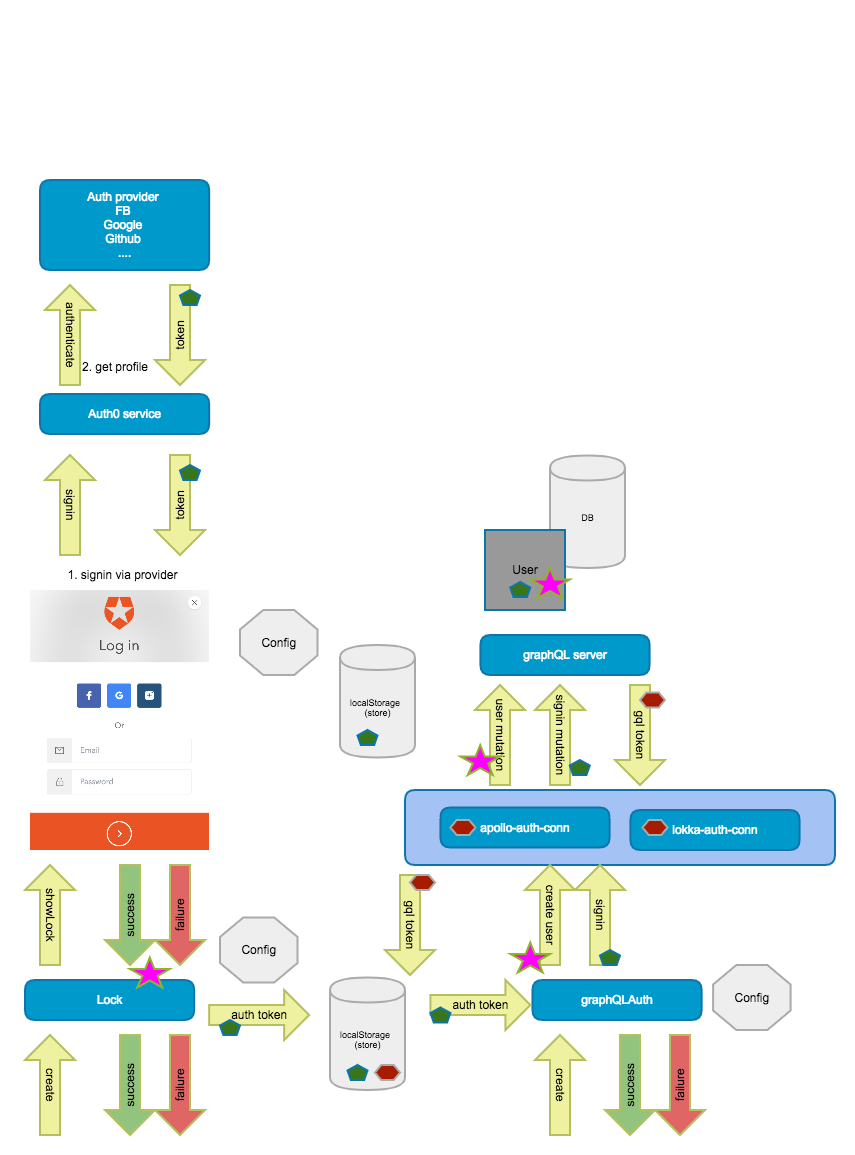 Auth provider
FB
Google
Github
....
authenticate
2. get profile
token
Auth0 service
signin
token
1. signin via provider
Log in
f
G
Or
Email
Password
showLock
success
failure
Lock
create
success
failure
Config
Config
auth token
localStorage
(store)
localStorage
(store)
DB
User
graphQL server
user mutation
signin mutation
gql token
apollo-auth-conn
lokka-auth-conn
gql token
create user
signin
auth token
graphQLAuth
Config
create
success
failure